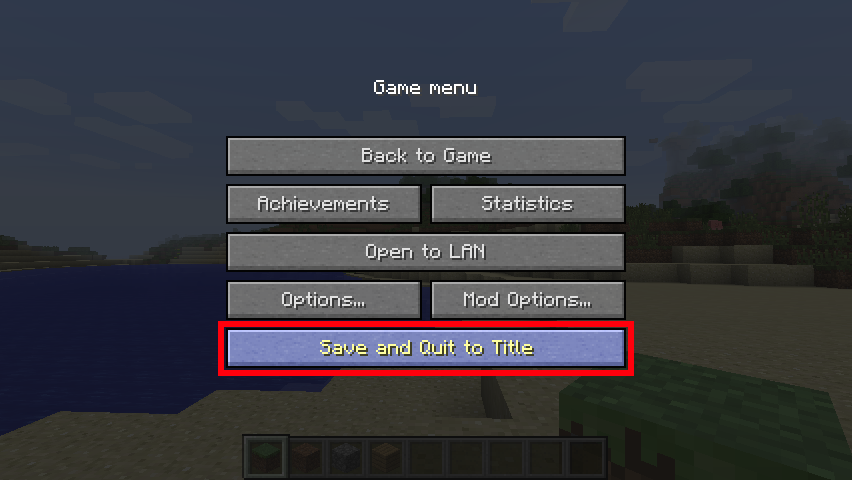 Game menu
Back to Game
Achievements
Statistics
Open to LAN
Options...
Mod Options...
Save and Quit to Title